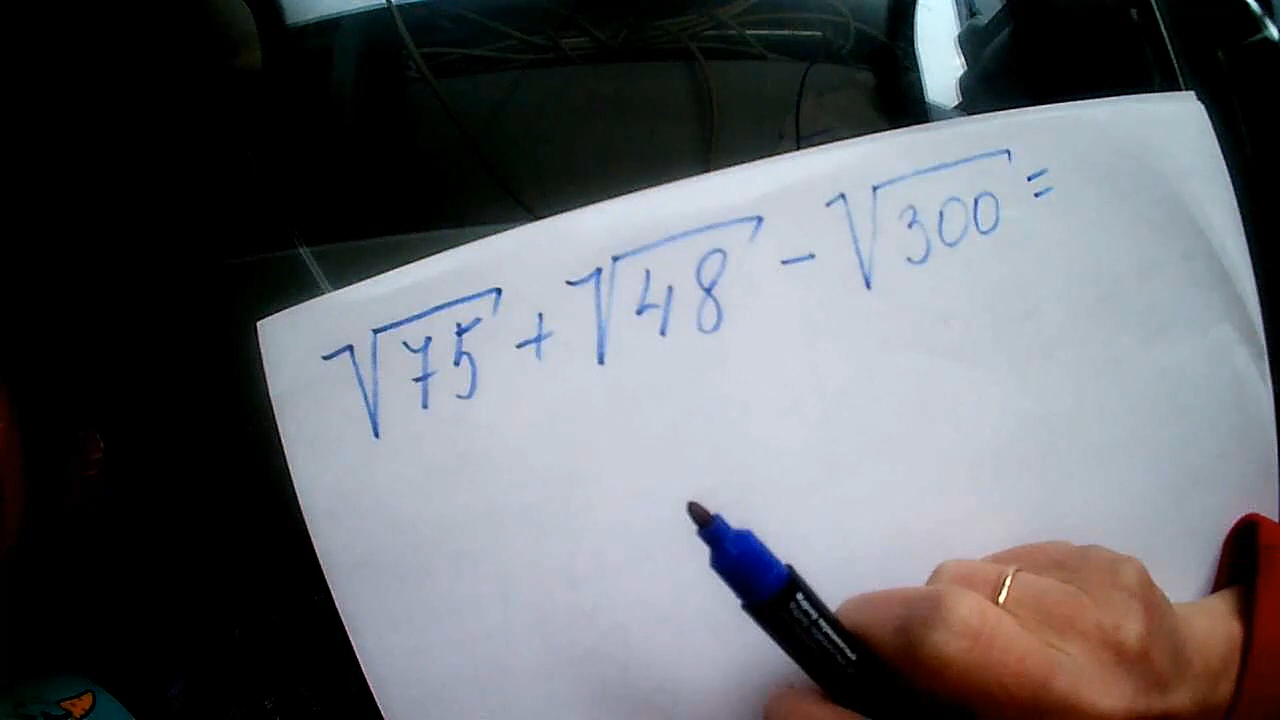 √75 + √48 - √300 =